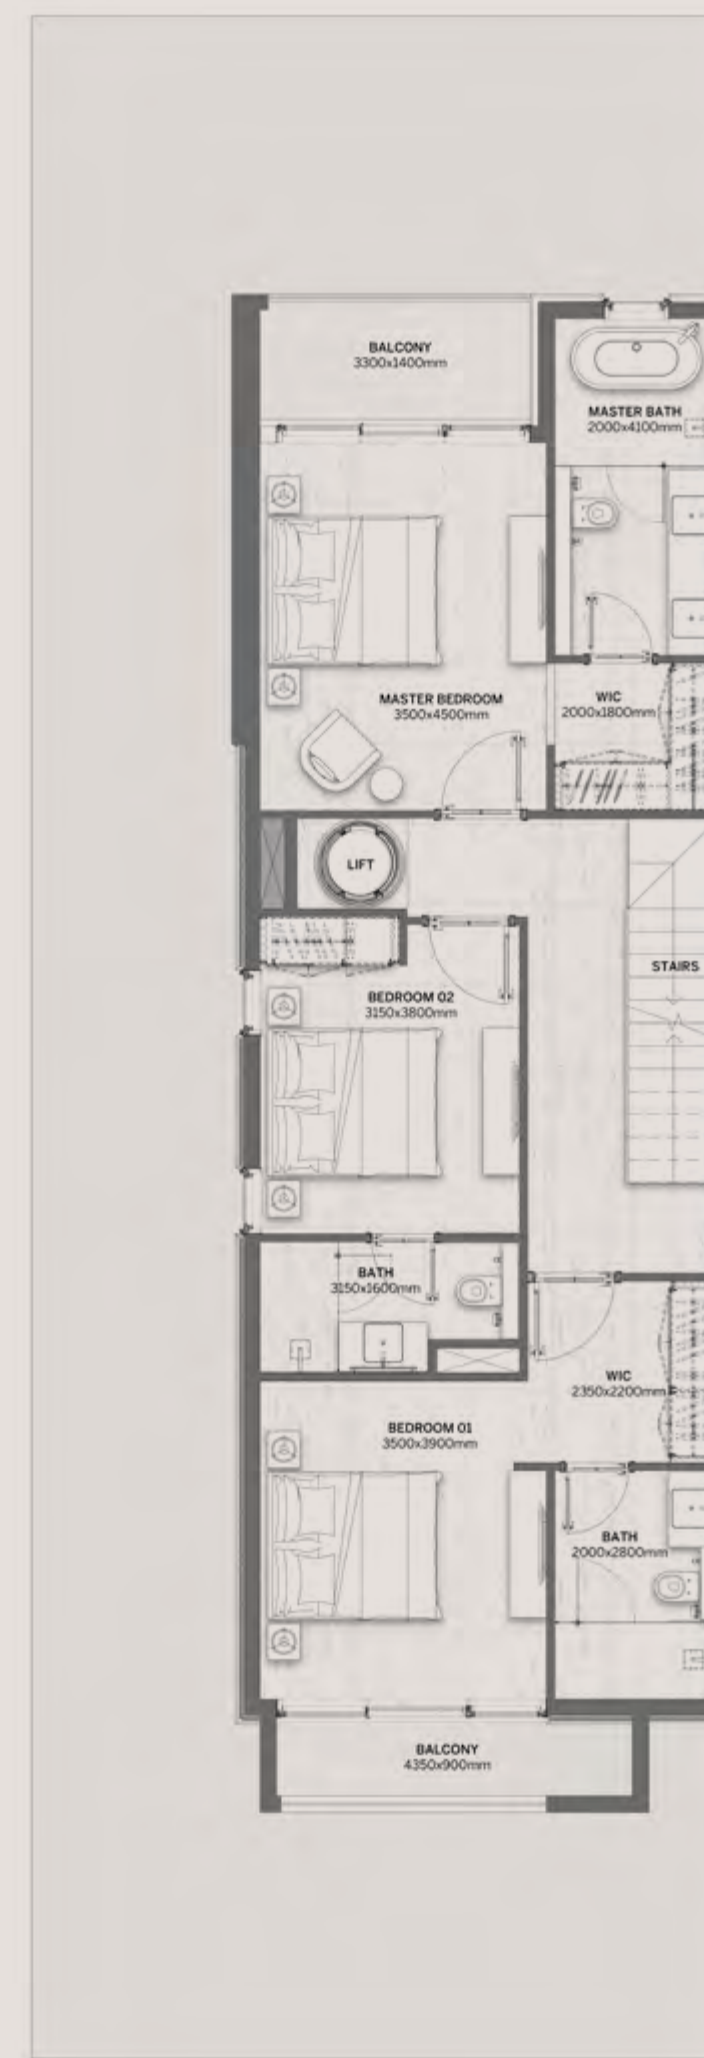 BALCONY
3300x1400mm
MASTER BATH
2000x4100mm
MASTER BEDROOM
3500x4500mm
WIC
2000x1800mm
LIFT
STAIRS
BEDROOM 02
3150x3800mm
BATH
3150x1600mm
WIC
2350x2200mm
BEDROOM 01
3500x3900mm
BATH
2000x2800mm
BALCONY
4350x900mm